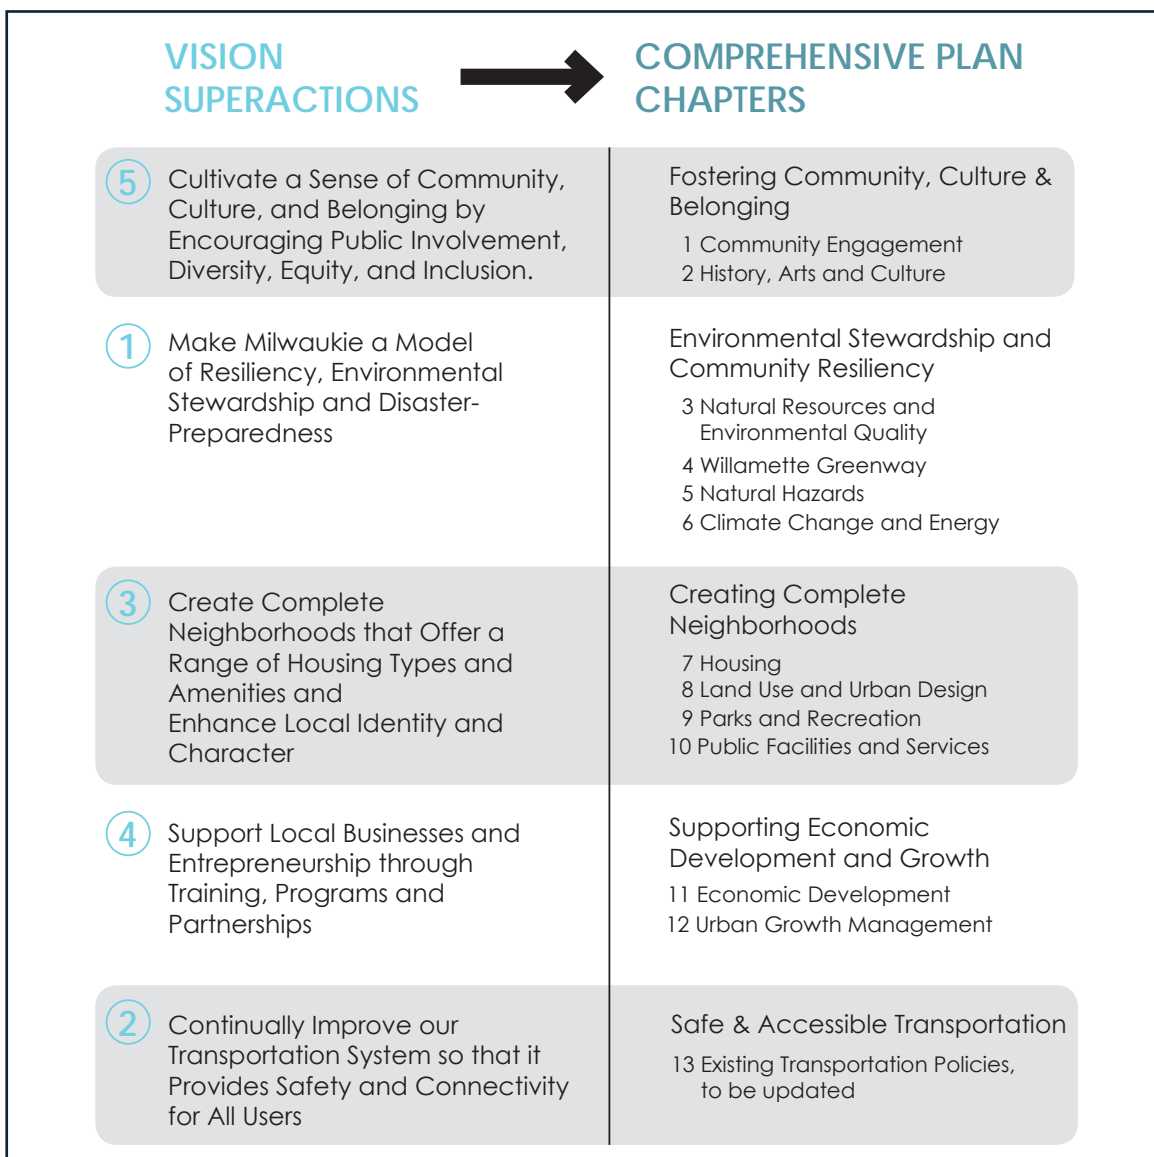 VISION
SUPERACTIONS
COMPREHENSIVE PLAN
CHAPTERS
5
Cultivate a Sense of Community,
Culture, and Belonging by
Encouraging Public Involvement,
Diversity, Equity, and Inclusion.
Fostering Community, Culture &
Belonging
1 Community Engagement
2 History, Arts and Culture
1
Make Milwaukie a Model
of Resiliency, Environmental
Stewardship and Disaster-
Preparedness
Environmental Stewardship and
Community Resiliency
3 Natural Resources and
Environmental Quality
4 Willamette Greenway
5 Natural Hazards
6 Climate Change and Energy
3
Create Complete
Neighborhoods that Offer a
Range of Housing Types and
Amenities and
Enhance Local Identity and
Character
Creating Complete
Neighborhoods
7 Housing
8 Land Use and Urban Design
9 Parks and Recreation
10 Public Facilities and Services
4
Support Local Businesses and
Entrepreneurship through
Training, Programs and
Partnerships
Supporting Economic
Development and Growth
11 Economic Development
12 Urban Growth Management
2
Continually Improve our
Transportation System so that it
Provides Safety and Connectivity
for All Users
Safe & Accessible Transportation
13 Existing Transportation Policies,
to be updated